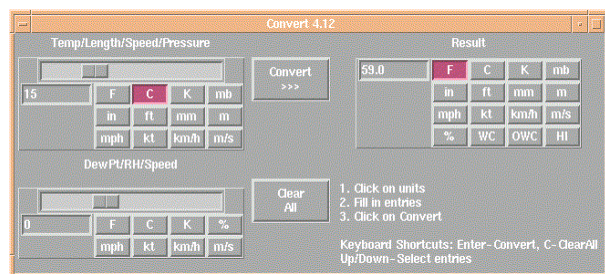 Convert 4.12
Temp/Length/Speed/Pressure
Result
15
F C K mb
in ft mm m
mph kt km/h m/s
Convert
>>>
59.0
F C K mb
in ft mm m
mph kt km/h m/s
% WC OWC HI
DewPt/RH/Speed
0
F C K %
mph kt km/h m/s
Clear
All
1. Click on units
2. Fill in entries
3. Click on Convert
Keyboard Shortcuts: Enter-Convert, C-ClearAll
Up/Down-Select entries